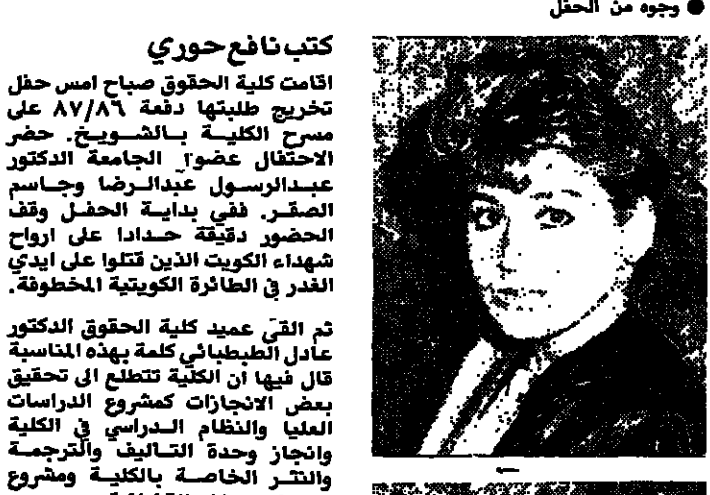 ● وجوه من الحفل
كتب نافع حوري
اقامت كلية الحقوق صباح امس حفل
تخريج طلبتها دفعة ٨٧/٨٦ على
مسرح الكلية بالشويخ. حضر
الاحتفال عضوا الجامعة الدكتور
عبدالرسول عبدالرضا وجاسم
الصقر. ففي بداية الحفل وقف
الحضور دقيقة حدادا على ارواح
شهداء الكويت الذين قتلوا على ايدي
الغدر في الطائرة الكويتية المخطوفة.
ثم القى عميد كلية الحقوق الدكتور
عادل الطبطبائي كلمة بهذه المناسبة
قال فيها ان الكلية تتطلع الى تحقيق
بعض الانجازات كمشروع الدراسات
العليا والنظام الدراسي في الكلية
وانجاز وحدة التاليف والترجمة
والنشر الخاصة بالكلية ومشروع